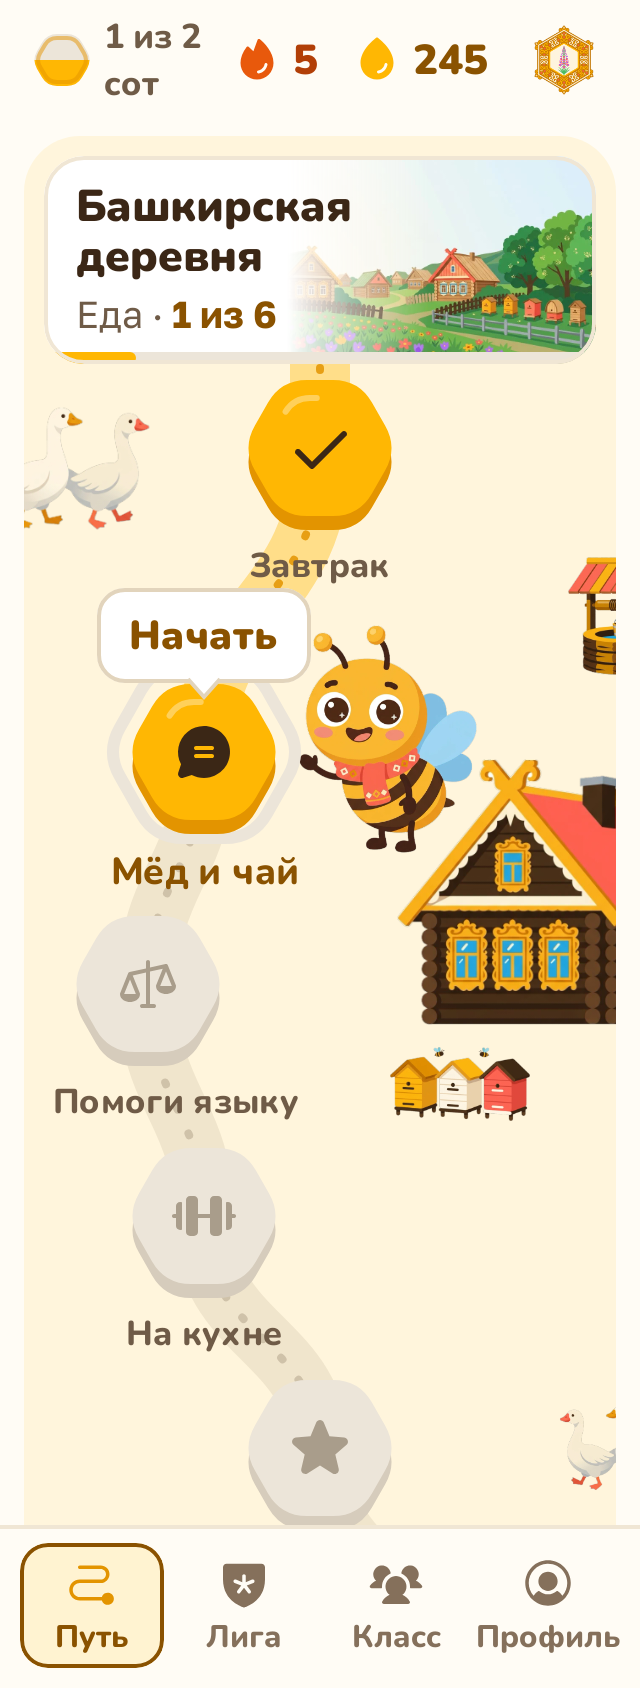 1 из 2
сот
5
245
Башкирская
деревня
Еда · 1 из 6
Завтрак
Начать
Мёд и чай
Помоги языку
На кухне
Путь
Лига
Класс
Профиль